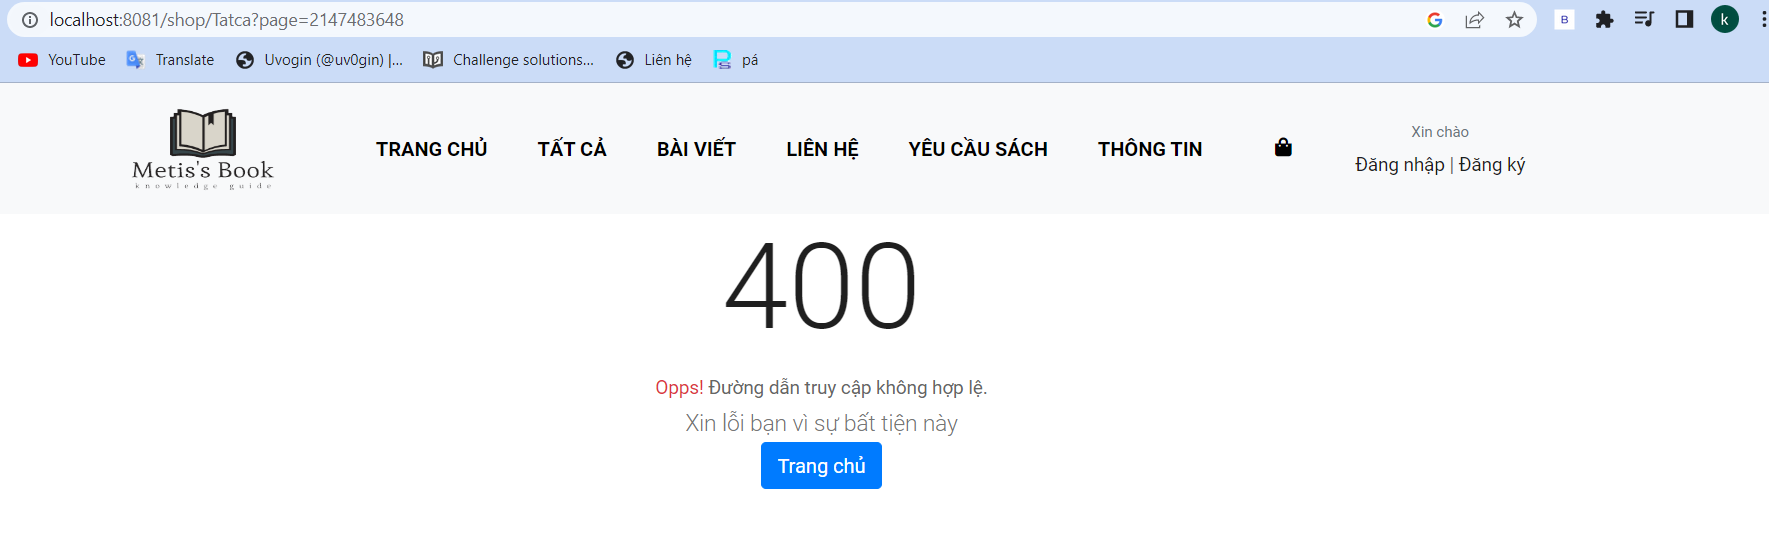 localhost:8081/shop/Tatca?page=2147483648
B
k
YouTube Translate Uvogin (@uv0gin) |... Challenge solutions... Liên hệ pá
Metis's Book
knowledge guide
TRANG CHỦ TẤT CẢ BÀI VIẾT LIÊN HỆ YÊU CẦU SÁCH THÔNG TIN
Xin chào
Đăng nhập | Đăng ký
400
Opps! Đường dẫn truy cập không hợp lệ.
Xin lỗi bạn vì sự bất tiện này
Trang chủ